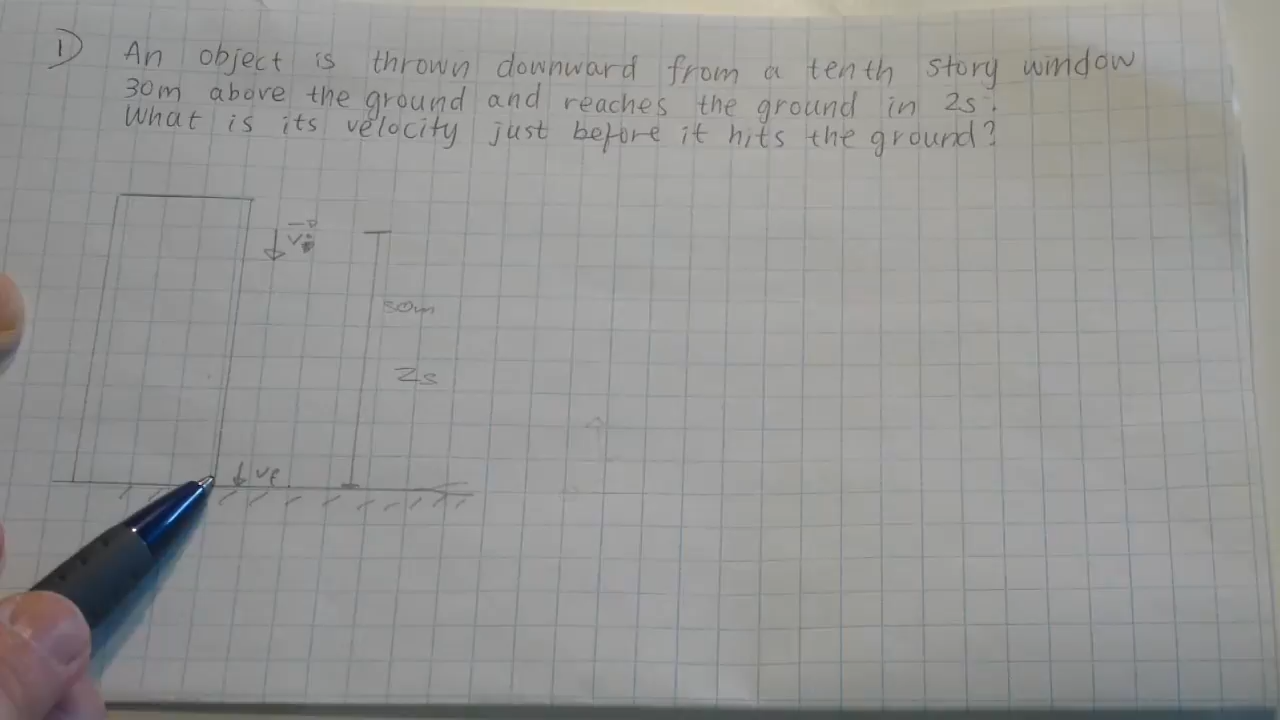 1) An object is thrown downward from a tenth story window
30m above the ground and reaches the ground in 2s.
What is its velocity just before it hits the ground?
30m
2s
vf